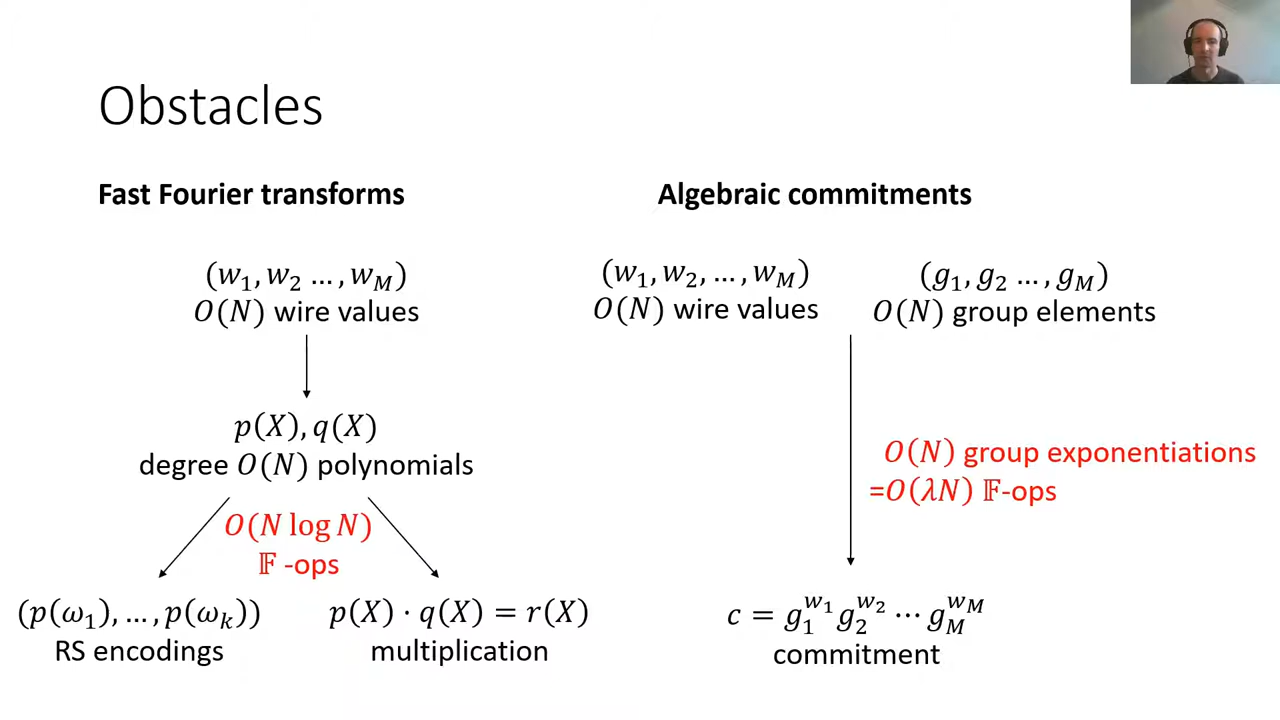 Obstacles
Fast Fourier transforms
(w₁, w₂ …, w_M)
O(N) wire values
p(X), q(X)
degree O(N) polynomials
O(N log N)
𝔽 -ops
(p(ω₁), …, p(ω_k))
RS encodings
p(X) · q(X) = r(X)
multiplication
Algebraic commitments
(w₁, w₂, …, w_M)
O(N) wire values
(g₁, g₂ …, g_M)
O(N) group elements
O(N) group exponentiations
=O(λN) 𝔽-ops
c = g₁^{w₁} g₂^{w₂} ⋯ g_M^{w_M}
commitment